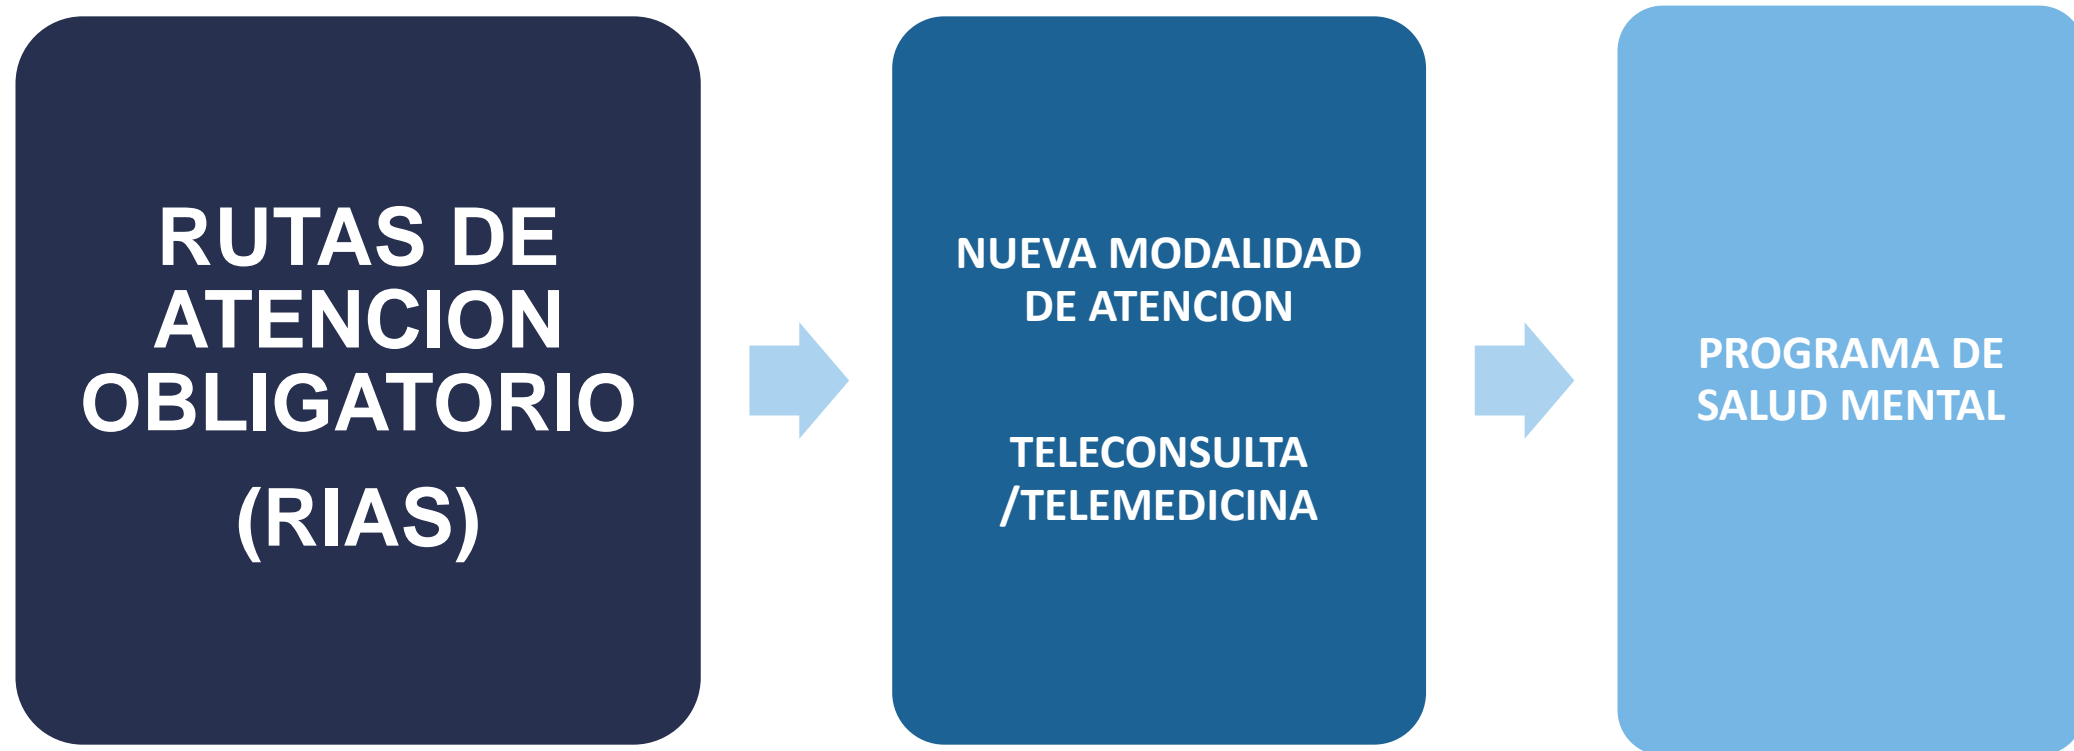 RUTAS DE
ATENCION
OBLIGATORIO
(RIAS)
NUEVA MODALIDAD
DE ATENCION
TELECONSULTA
/TELEMEDICINA
PROGRAMA DE
SALUD MENTAL